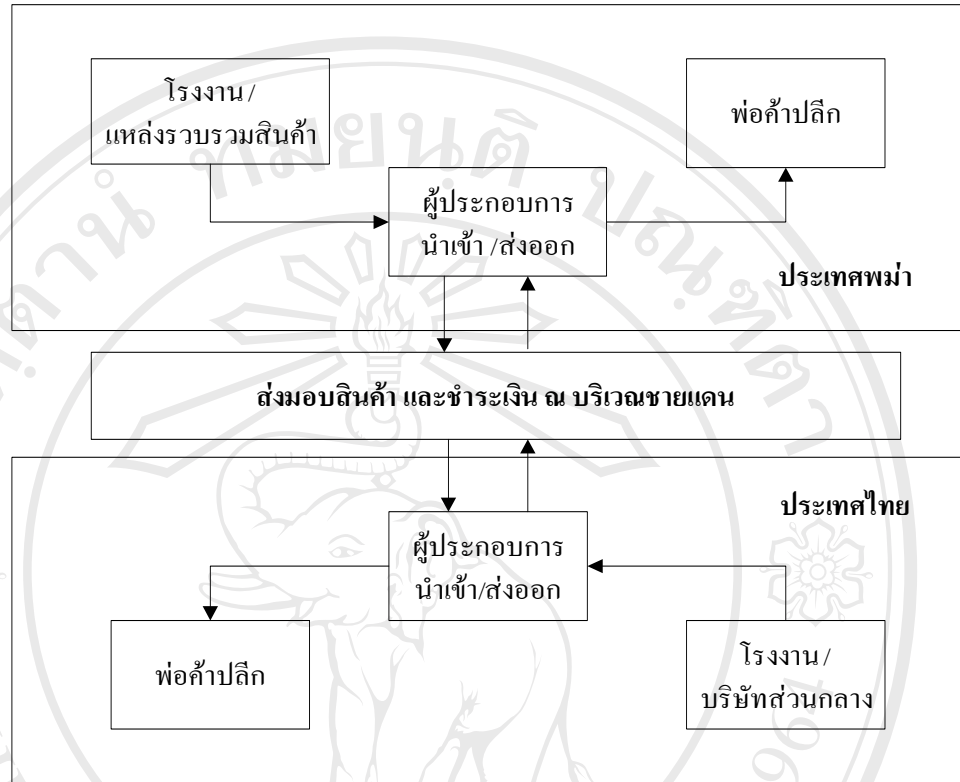 โรงงาน /
แหล่งรวบรวมสินค้า
พ่อค้าปลีก
ผู้ประกอบการ
นำเข้า /ส่งออก
ประเทศพม่า
ส่งมอบสินค้า และชำระเงิน ณ บริเวณชายแดน
ประเทศไทย
ผู้ประกอบการ
นำเข้า/ส่งออก
พ่อค้าปลีก
โรงงาน /
บริษัทส่วนกลาง